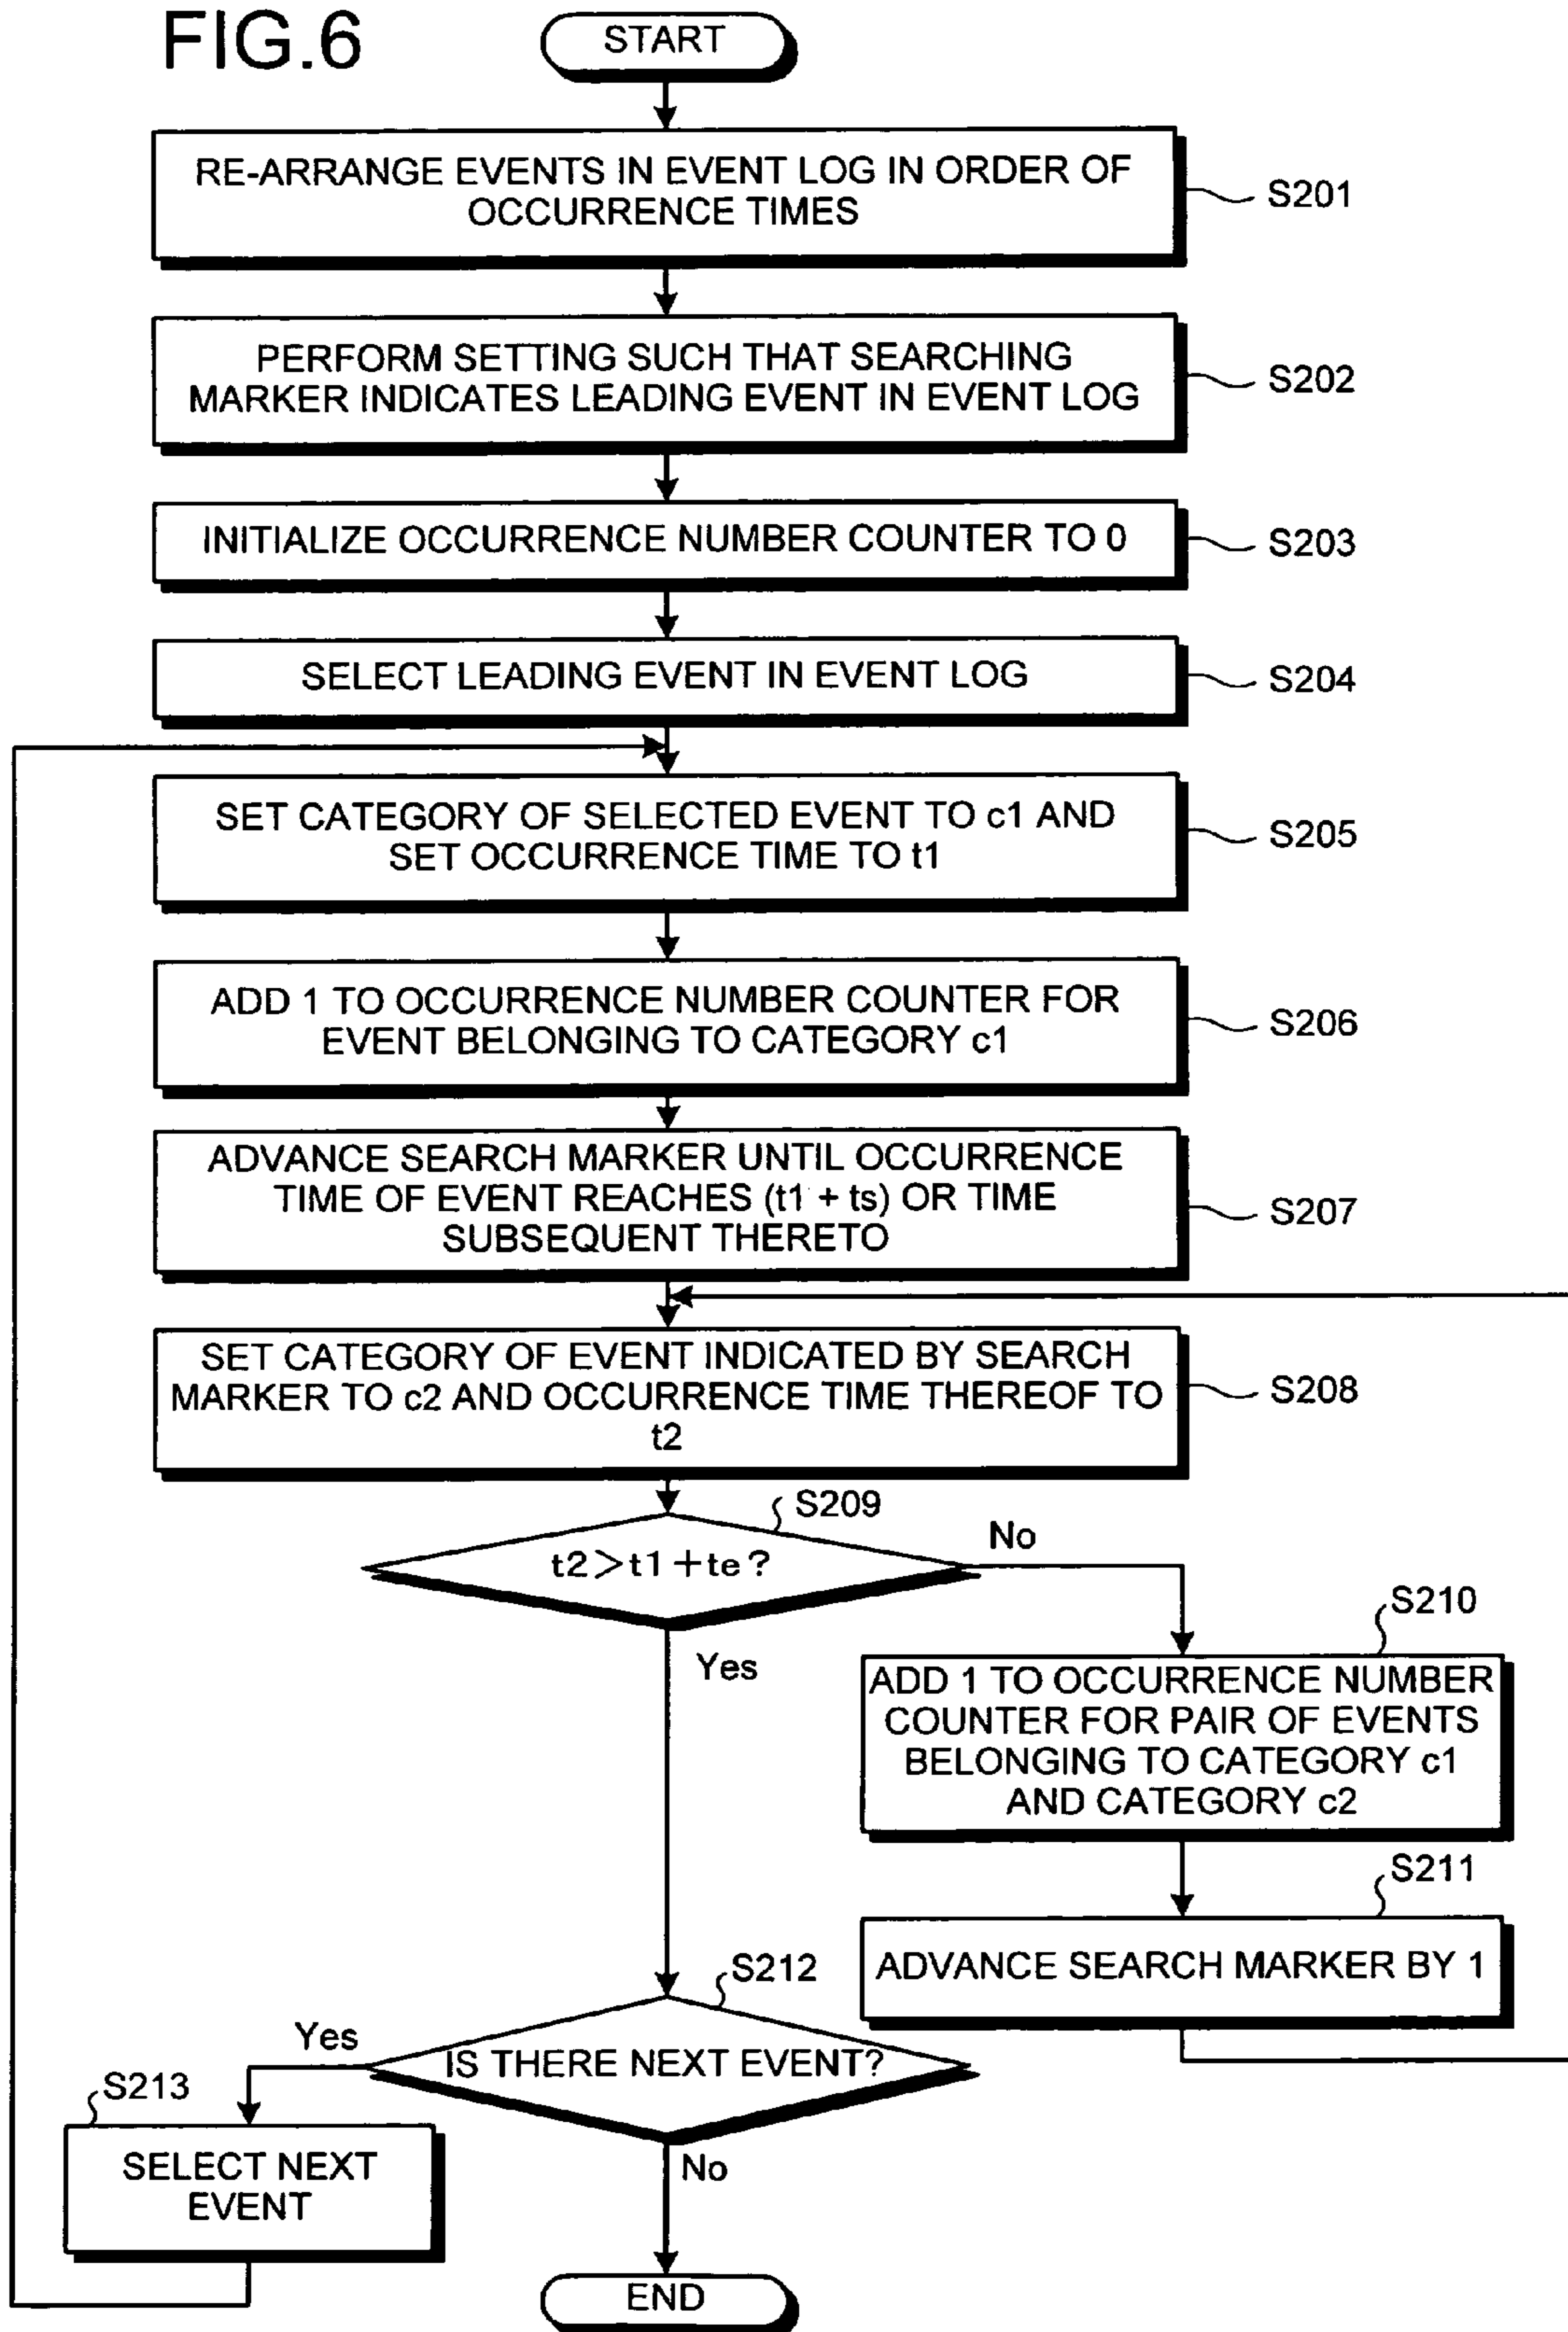 FIG.6
START
RE-ARRANGE EVENTS IN EVENT LOG IN ORDER OF
OCCURRENCE TIMES
S201
PERFORM SETTING SUCH THAT SEARCHING
MARKER INDICATES LEADING EVENT IN EVENT LOG
S202
INITIALIZE OCCURRENCE NUMBER COUNTER TO 0
S203
SELECT LEADING EVENT IN EVENT LOG
S204
SET CATEGORY OF SELECTED EVENT TO c1 AND
SET OCCURRENCE TIME TO t1
S205
ADD 1 TO OCCURRENCE NUMBER COUNTER FOR
EVENT BELONGING TO CATEGORY c1
S206
ADVANCE SEARCH MARKER UNTIL OCCURRENCE
TIME OF EVENT REACHES (t1 + ts) OR TIME
SUBSEQUENT THERETO
S207
SET CATEGORY OF EVENT INDICATED BY SEARCH
MARKER TO c2 AND OCCURRENCE TIME THEREOF TO
t2
S208
S209
t2>t1+te?
No
Yes
S210
ADD 1 TO OCCURRENCE NUMBER
COUNTER FOR PAIR OF EVENTS
BELONGING TO CATEGORY c1
AND CATEGORY c2
S211
ADVANCE SEARCH MARKER BY 1
S212
IS THERE NEXT EVENT?
Yes
S213
SELECT NEXT
EVENT
No
END